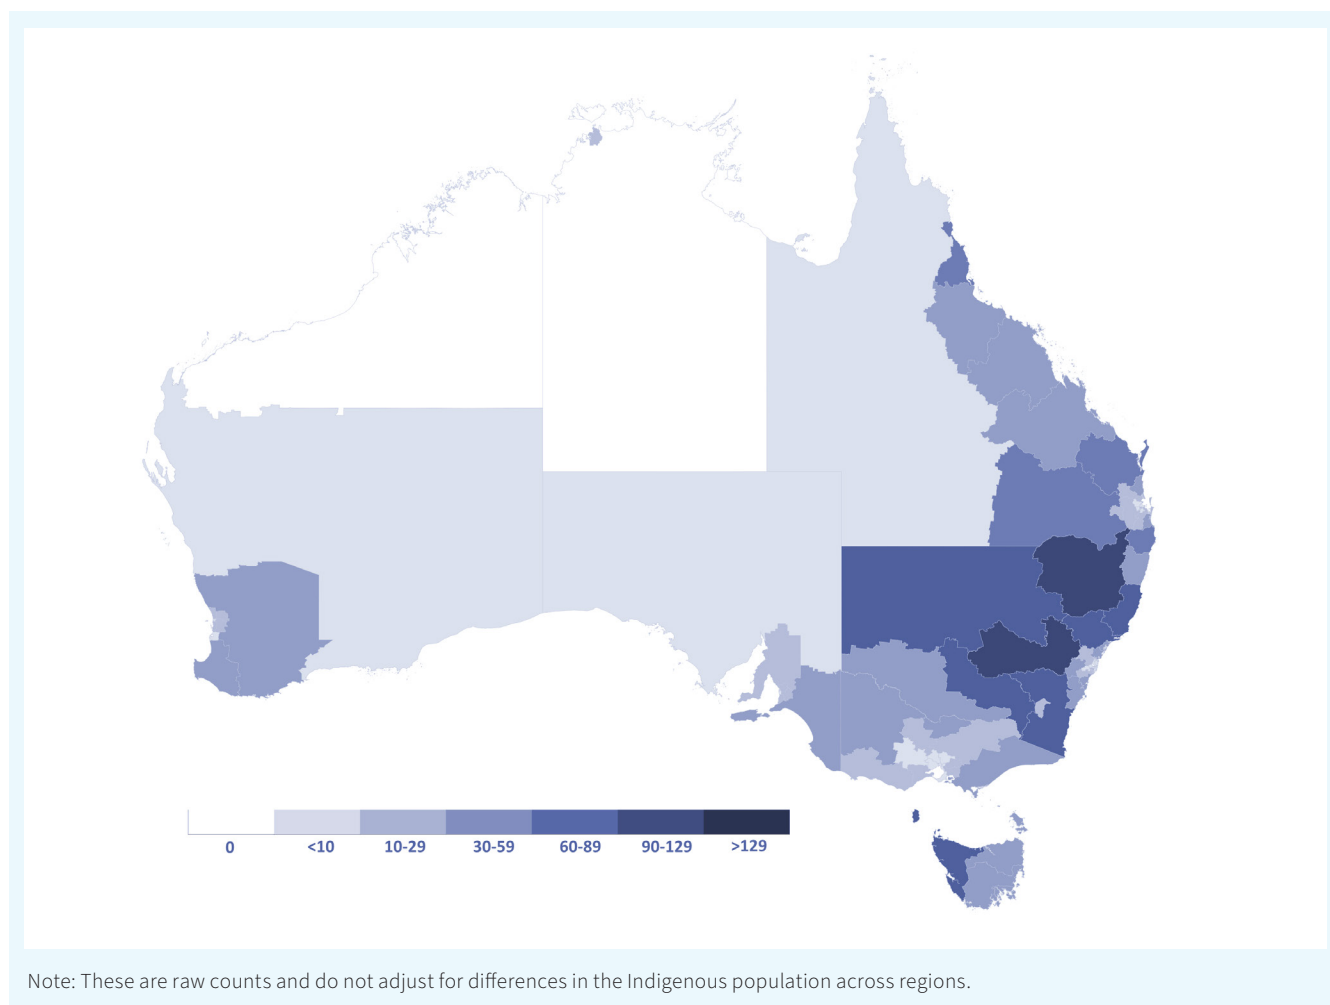 0 <10 10-29 30-59 60-89 90-129 >129
Note: These are raw counts and do not adjust for differences in the Indigenous population across regions.